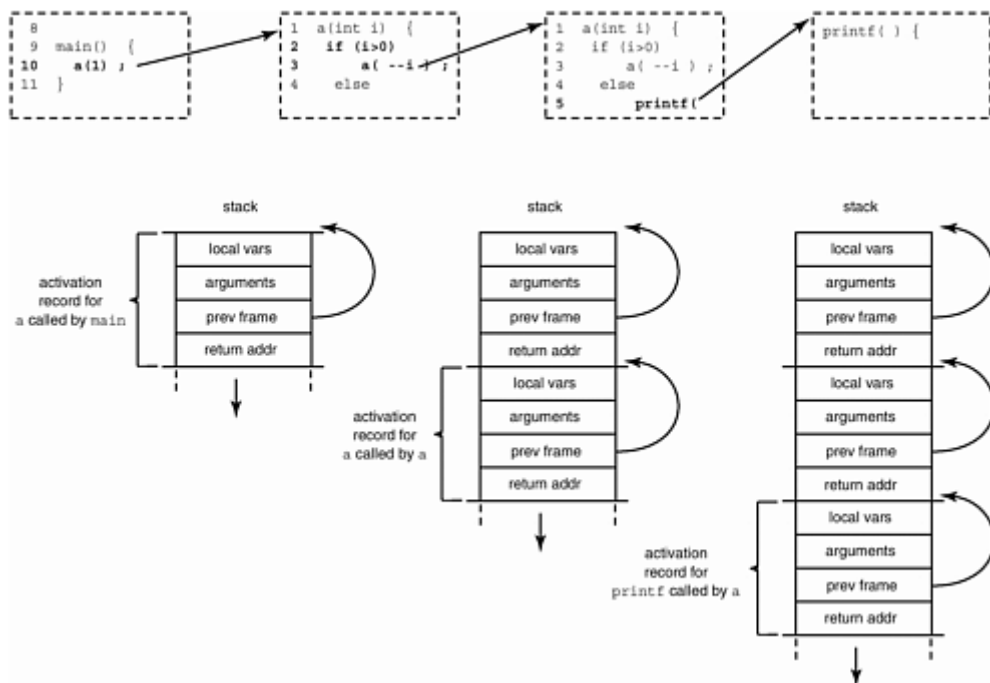 8
9 main() {
10 a(1) ;
11 }
1 a(int i) {
2 if (i>0)
3 a( --i ) ;
4 else
1 a(int i) {
2 if (i>0)
3 a( --i ) ;
4 else
5 printf(
printf( ) {
stack
local vars
arguments
prev frame
return addr
activation
record for
a called by main
stack
local vars
arguments
prev frame
return addr
local vars
arguments
prev frame
return addr
activation
record for
a called by a
stack
local vars
arguments
prev frame
return addr
local vars
arguments
prev frame
return addr
local vars
arguments
prev frame
return addr
activation
record for
printf called by a